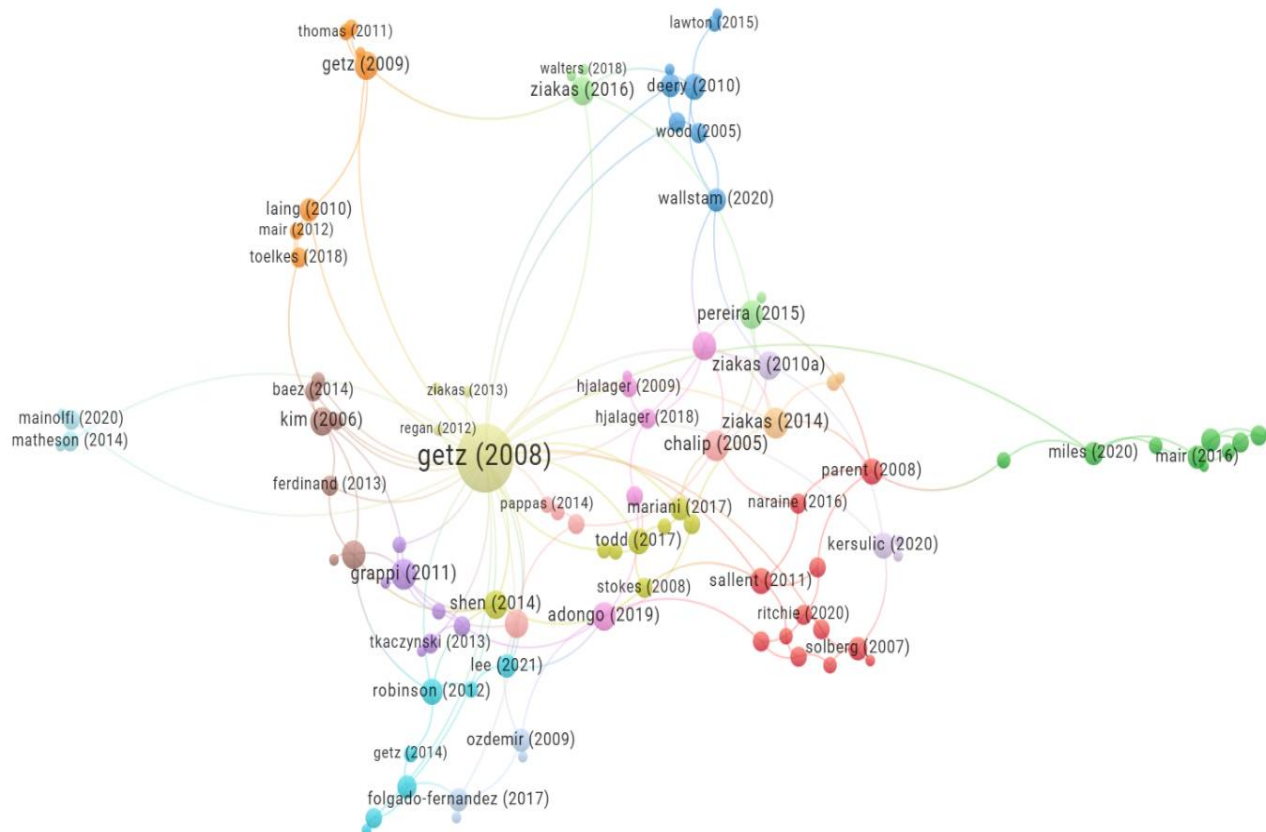 lawton (2015)
thomas (2011)
getz (2009)
walters (2018)
ziakas (2016)
deery (2010)
wood (2005)
wallstam (2020)
laing (2010)
mair (2012)
toelkes (2018)
pereira (2015)
ziakas (2010a)
baez (2014)
ziakas (2013)
hjalager (2009)
mainolfi (2020)
kim (2006)
hjalager (2018)
ziakas (2014)
matheson (2014)
regan (2012)
getz (2008)
chalip (2005)
miles (2020)
mair (2016)
parent (2008)
ferdinand (2013)
pappas (2014)
mariani (2017)
naraine (2016)
todd (2017)
kersulic (2020)
grappi (2011)
stokes (2008)
sallent (2011)
shen (2014)
adongo (2019)
ritchie (2020)
tkaczynski (2013)
solberg (2007)
lee (2021)
robinson (2012)
ozdemir (2009)
getz (2014)
folgado-fernandez (2017)